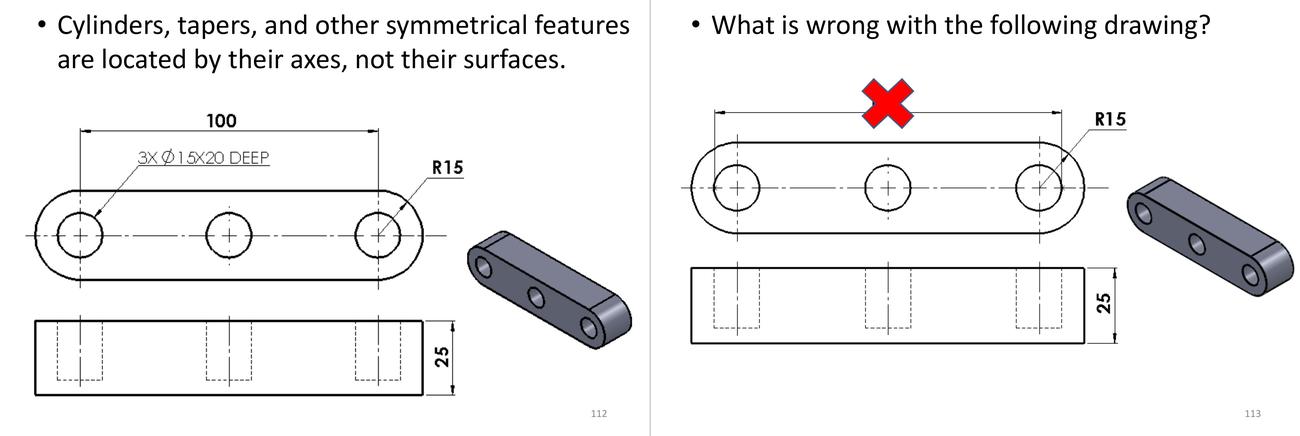 • Cylinders, tapers, and other symmetrical features
are located by their axes, not their surfaces.
100
3X Ø15X20 DEEP
R15
25
112
• What is wrong with the following drawing?
R15
25
113